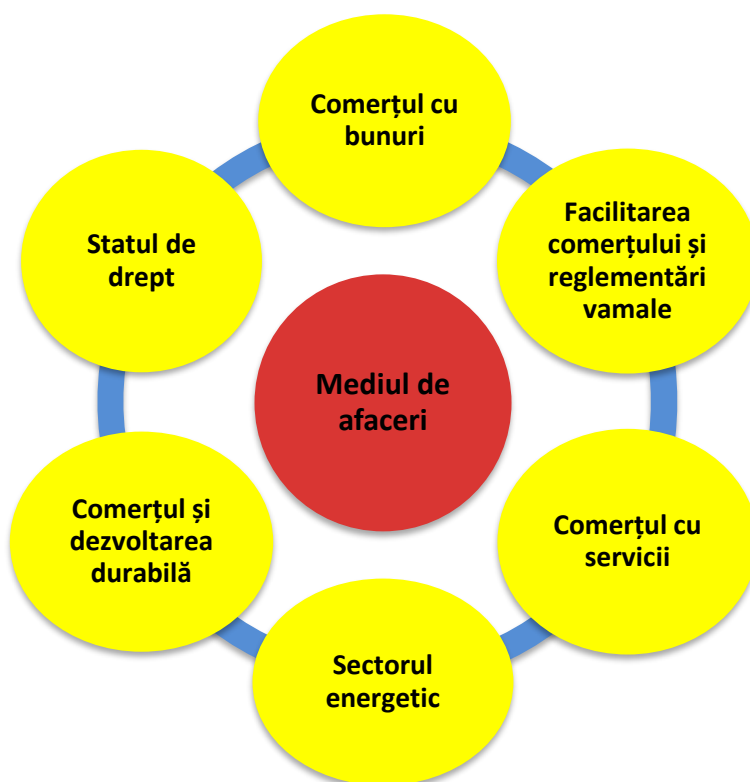 Comerțul cu
bunuri
Facilitarea
comerțului și
reglementări
vamale
Comerțul cu
servicii
Sectorul
energetic
Comerțul și
dezvoltarea
durabilă
Statul de
drept
Mediul de
afaceri